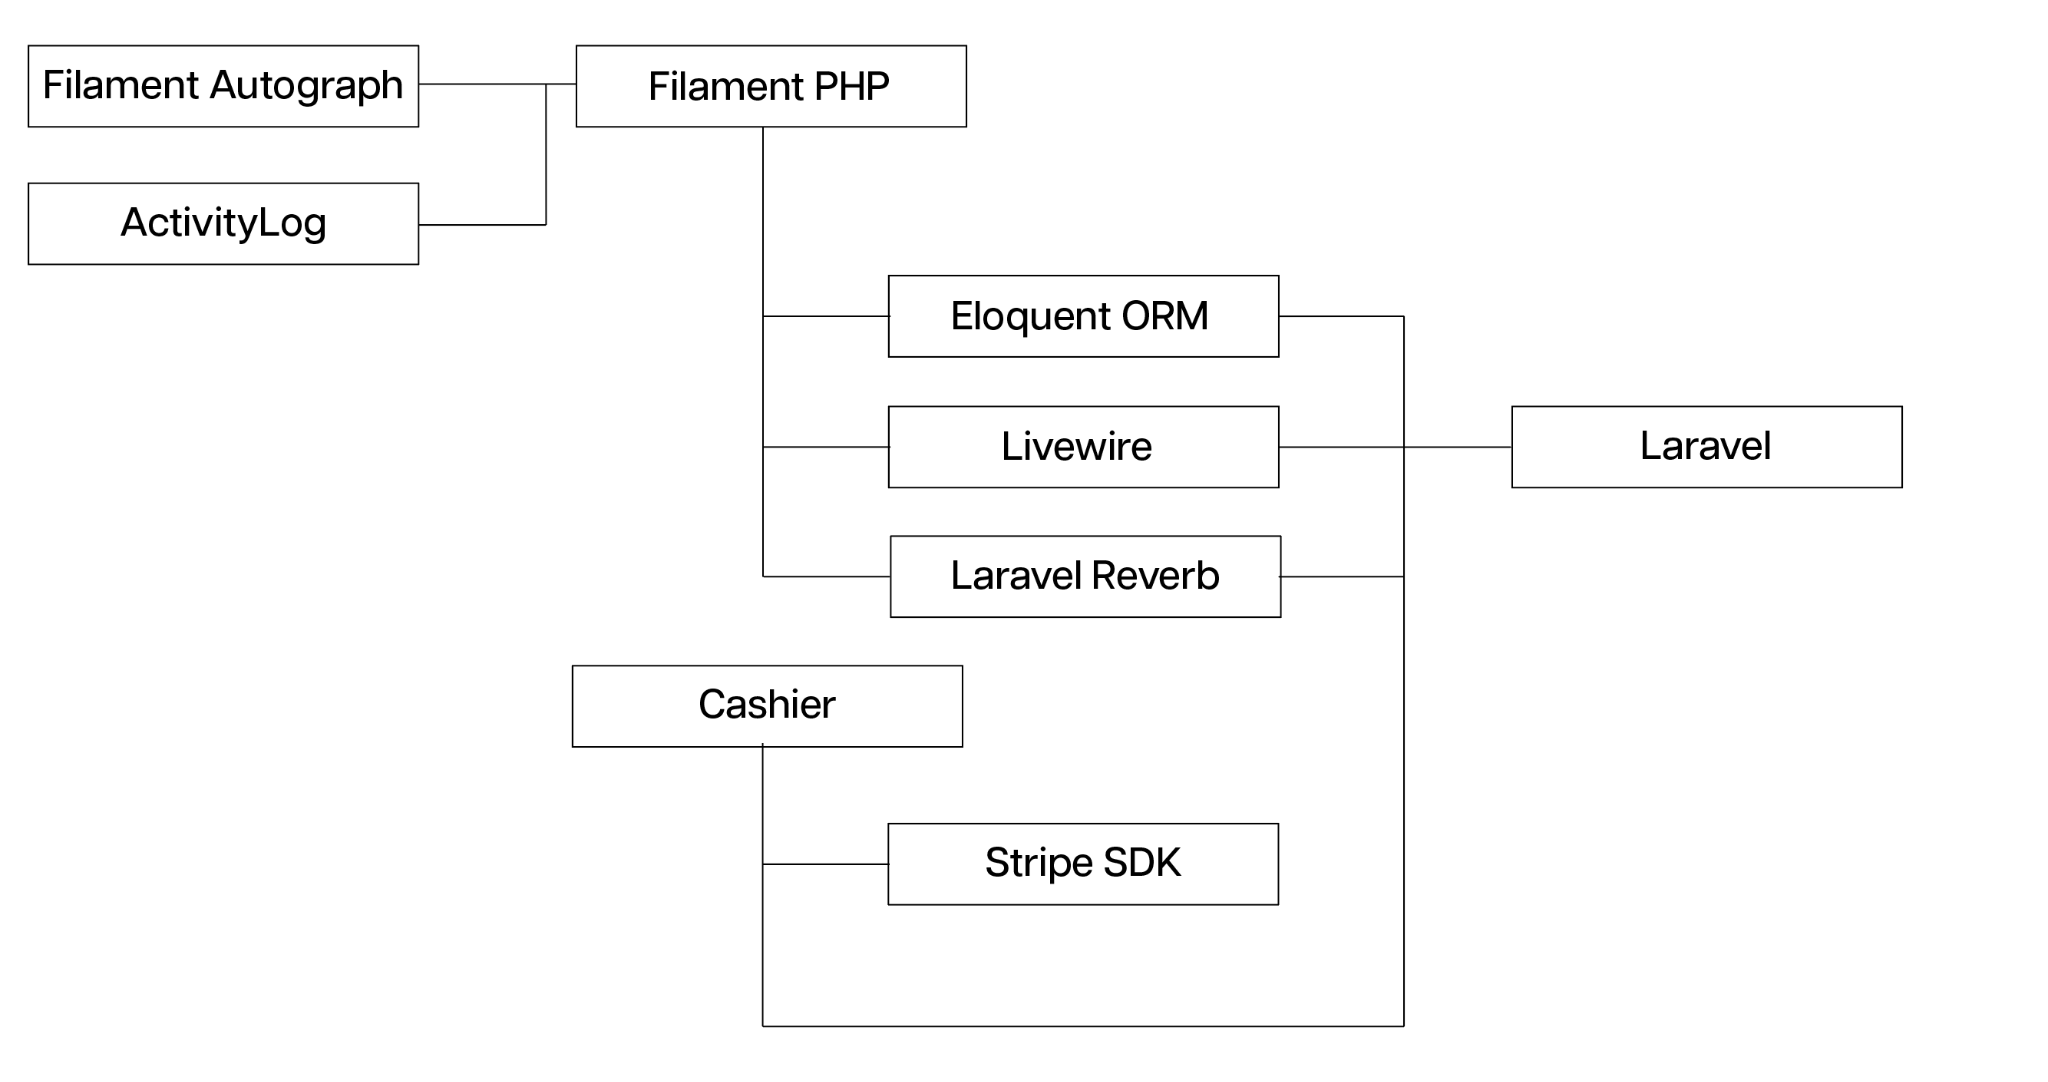 Filament Autograph
Filament PHP
ActivityLog
Eloquent ORM
Livewire
Laravel
Laravel Reverb
Cashier
Stripe SDK